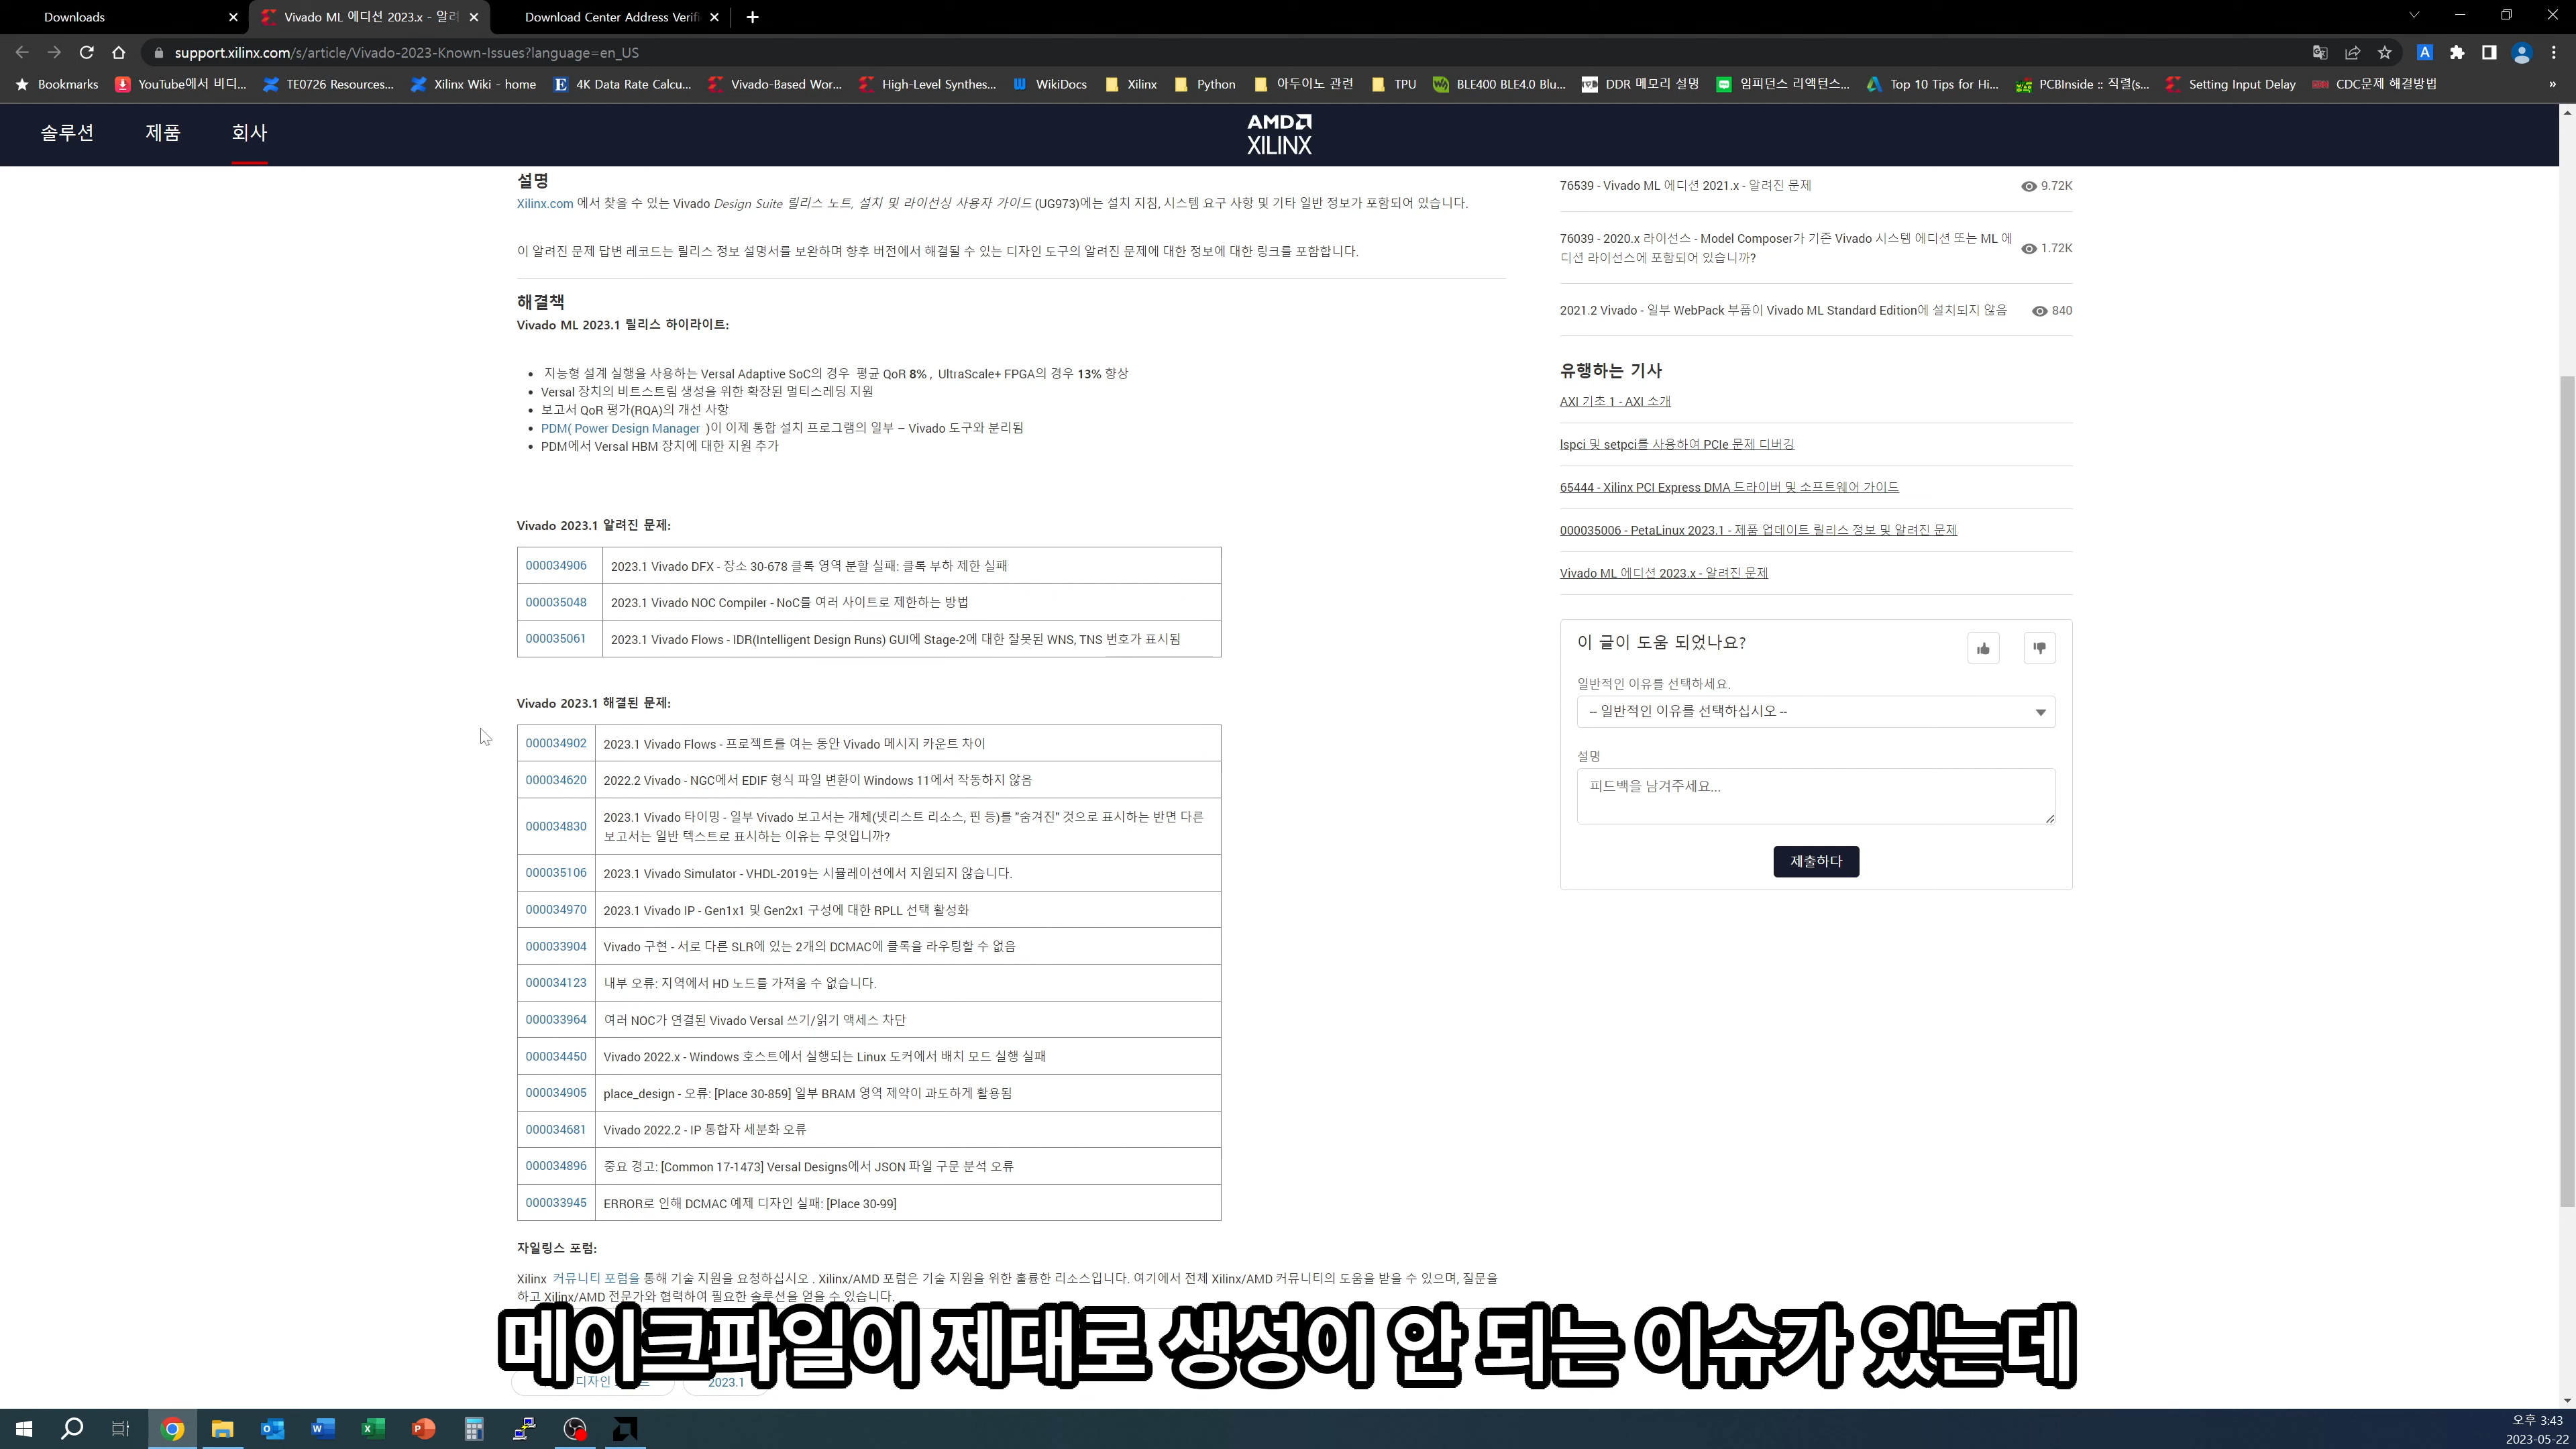 Downloads
Vivado ML 에디션 2023.x - 알려
Download Center Address Verifi
support.xilinx.com/s/article/Vivado-2023-Known-Issues?language=en_US
Bookmarks
YouTube에서 비디...
TE0726 Resources...
Xilinx Wiki - home
4K Data Rate Calcu...
Vivado-Based Wor...
High-Level Synthes...
WikiDocs
Xilinx
Python
아두이노 관련
TPU
BLE400 BLE4.0 Blu...
DDR 메모리 설명
임피던스 리액턴스...
Top 10 Tips for Hi...
PCBInside :: 직렬(s...
Setting Input Delay
CDC문제 해결방법
»
솔루션
제품
회사
AMD
XILINX
설명
Xilinx.com 에서 찾을 수 있는 Vivado Design Suite 릴리스 노트, 설치 및 라이선싱 사용자 가이드 (UG973)에는 설치 지침, 시스템 요구 사항 및 기타 일반 정보가 포함되어 있습니다.
이 알려진 문제 답변 레코드는 릴리스 정보 설명서를 보완하며 향후 버전에서 해결될 수 있는 디자인 도구의 알려진 문제에 대한 정보에 대한 링크를 포함합니다.
해결책
Vivado ML 2023.1 릴리스 하이라이트:
• 지능형 설계 실행을 사용하는 Versal Adaptive SoC의 경우 평균 QoR 8% , UltraScale+ FPGA의 경우 13% 향상
• Versal 장치의 비트스트림 생성을 위한 확장된 멀티스레딩 지원
• 보고서 QoR 평가(RQA)의 개선 사항
• PDM( Power Design Manager )이 이제 통합 설치 프로그램의 일부 – Vivado 도구와 분리됨
• PDM에서 Versal HBM 장치에 대한 지원 추가
Vivado 2023.1 알려진 문제:
000034906 2023.1 Vivado DFX - 장소 30-678 클록 영역 분할 실패: 클록 부하 제한 실패
000035048 2023.1 Vivado NOC Compiler - NoC를 여러 사이트로 제한하는 방법
000035061 2023.1 Vivado Flows - IDR(Intelligent Design Runs) GUI에 Stage-2에 대한 잘못된 WNS, TNS 번호가 표시됨
Vivado 2023.1 해결된 문제:
000034902 2023.1 Vivado Flows - 프로젝트를 여는 동안 Vivado 메시지 카운트 차이
000034620 2022.2 Vivado - NGC에서 EDIF 형식 파일 변환이 Windows 11에서 작동하지 않음
000034830 2023.1 Vivado 타이밍 - 일부 Vivado 보고서는 개체(넷리스트 리소스, 핀 등)를 "숨겨진" 것으로 표시하는 반면 다른
보고서는 일반 텍스트로 표시하는 이유는 무엇입니까?
000035106 2023.1 Vivado Simulator - VHDL-2019는 시뮬레이션에서 지원되지 않습니다.
000034970 2023.1 Vivado IP - Gen1x1 및 Gen2x1 구성에 대한 RPLL 선택 활성화
000033904 Vivado 구현 - 서로 다른 SLR에 있는 2개의 DCMAC에 클록을 라우팅할 수 없음
000034123 내부 오류: 지역에서 HD 노드를 가져올 수 없습니다.
000033964 여러 NOC가 연결된 Vivado Versal 쓰기/읽기 액세스 차단
000034450 Vivado 2022.x - Windows 호스트에서 실행되는 Linux 도커에서 배치 모드 실행 실패
000034905 place_design - 오류: [Place 30-859] 일부 BRAM 영역 제약이 과도하게 활용됨
000034681 Vivado 2022.2 - IP 통합자 세분화 오류
000034896 중요 경고: [Common 17-1473] Versal Designs에서 JSON 파일 구문 분석 오류
000033945 ERROR로 인해 DCMAC 예제 디자인 실패: [Place 30-99]
자일링스 포럼:
Xilinx 커뮤니티 포럼을 통해 기술 지원을 요청하십시오 . Xilinx/AMD 포럼은 기술 지원을 위한 훌륭한 리소스입니다. 여기에서 전체 Xilinx/AMD 커뮤니티의 도움을 받을 수 있으며, 질문을
하고 Xilinx/AMD 전문가와 협력하여 필요한 솔루션을 얻을 수 있습니다.
디자인
2023.1
76539 - Vivado ML 에디션 2021.x - 알려진 문제 9.72K
76039 - 2020.x 라이선스 - Model Composer가 기존 Vivado 시스템 에디션 또는 ML 에
디션 라이선스에 포함되어 있습니까? 1.72K
2021.2 Vivado - 일부 WebPack 부품이 Vivado ML Standard Edition에 설치되지 않음 840
유행하는 기사
AXI 기초 1 - AXI 소개
lspci 및 setpci를 사용하여 PCIe 문제 디버깅
65444 - Xilinx PCI Express DMA 드라이버 및 소프트웨어 가이드
000035006 - PetaLinux 2023.1 - 제품 업데이트 릴리스 정보 및 알려진 문제
Vivado ML 에디션 2023.x - 알려진 문제
이 글이 도움 되었나요?
일반적인 이유를 선택하세요.
-- 일반적인 이유를 선택하십시오 --
설명
피드백을 남겨주세요...
제출하다
메이크파일이 제대로 생성이 안 되는 이슈가 있는데
오후 3:43
2023-05-22